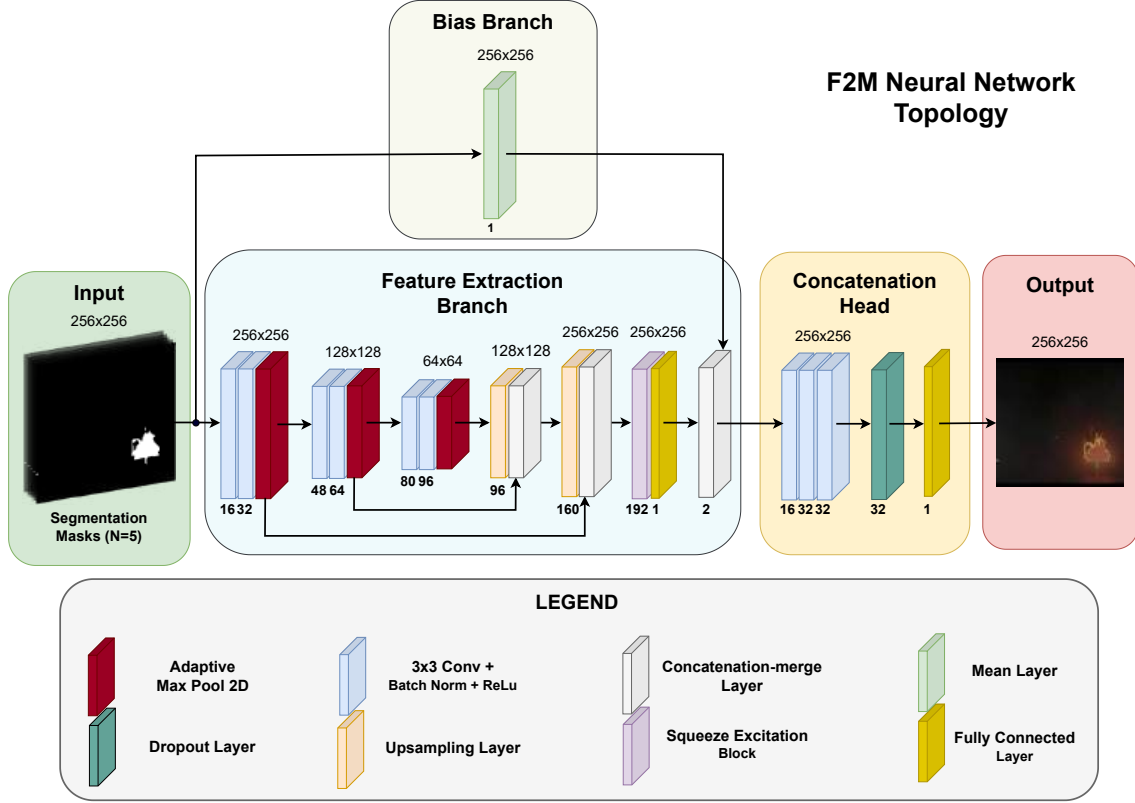 Bias Branch
256x256
1
F2M Neural Network
Topology
Input
256x256
Segmentation
Masks (N=5)
Feature Extraction
Branch
256x256
128x128
64x64
128x128
256x256
256x256
16 32
48 64
80 96
96
160
192 1
2
Concatenation
Head
256x256
16 32 32
32
1
Output
256x256
LEGEND
Adaptive
Max Pool 2D
3x3 Conv +
Batch Norm + ReLu
Concatenation-merge
Layer
Mean Layer
Dropout Layer
Upsampling Layer
Squeeze Excitation
Block
Fully Connected
Layer